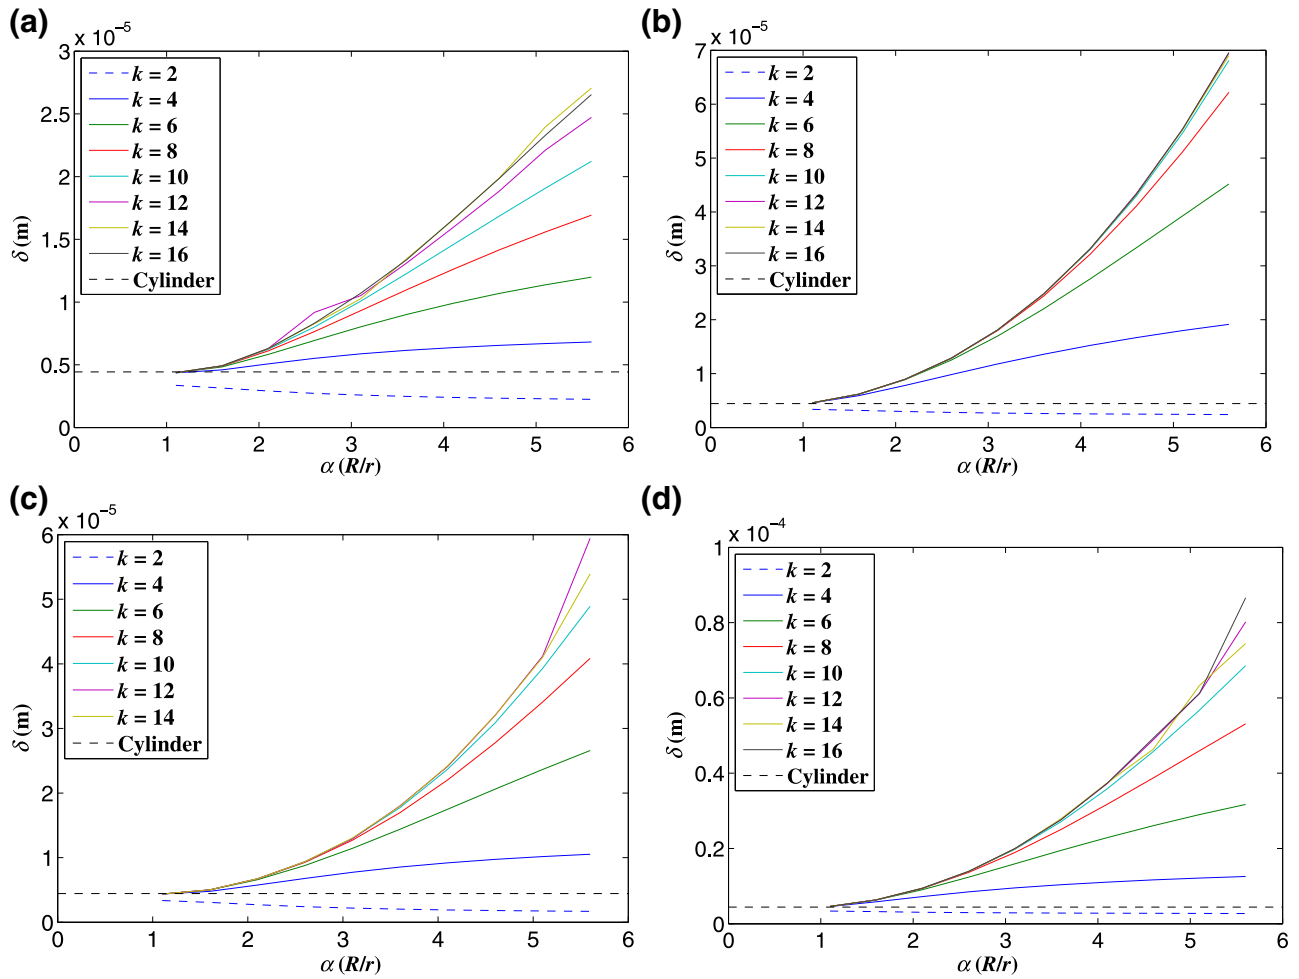 (a)
x 10⁻⁵
3
2.5
2
1.5
1
0.5
0
δ (m)
k = 2
k = 4
k = 6
k = 8
k = 10
k = 12
k = 14
k = 16
Cylinder
0 1 2 3 4 5 6
α (R/r)
(b)
x 10⁻⁵
7
6
5
4
3
2
1
0
δ (m)
k = 2
k = 4
k = 6
k = 8
k = 10
k = 12
k = 14
k = 16
Cylinder
0 1 2 3 4 5 6
α (R/r)
(c)
x 10⁻⁵
6
5
4
3
2
1
0
δ (m)
k = 2
k = 4
k = 6
k = 8
k = 10
k = 12
k = 14
Cylinder
0 1 2 3 4 5 6
α (R/r)
(d)
x 10⁻⁴
1
0.8
0.6
0.4
0.2
0
δ (m)
k = 2
k = 4
k = 6
k = 8
k = 10
k = 12
k = 14
k = 16
Cylinder
0 1 2 3 4 5 6
α (R/r)